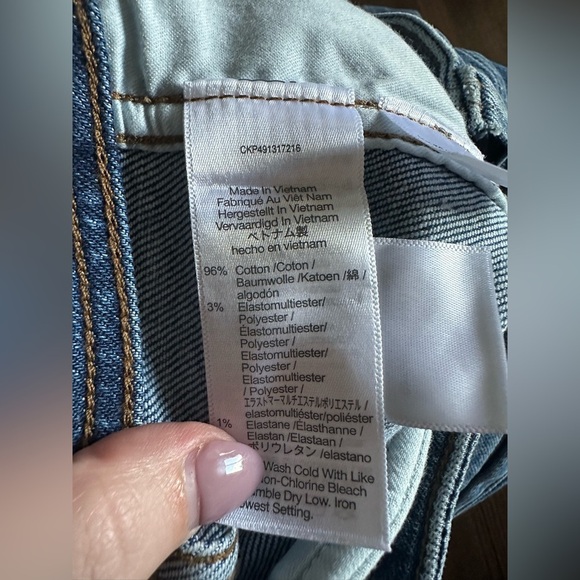 CKP491317216
Made In Vietnam
Fabriqué Au Viêt Nam
Hergestellt In Vietnam
Vervaardigd In Vietnam
ベトナム製
hecho en vietnam
96% Cotton /Coton /
Baumwolle /Katoen /綿 /
algodón
3% Elastomultiester/
Polyester /
Élastomultiester/
Polyester /
Elastomultiester/
Polyester /
Elastomultiester
/ Polyester /
エラストマーマルチエステル/ポリエステル /
elastomultiéster/poliéster
1% Elastane /Élasthanne /
Elastan /Elastaan /
ポリウレタン /elastano
Wash Cold With Like
on-Chlorine Bleach
umble Dry Low. Iron
owest Setting.